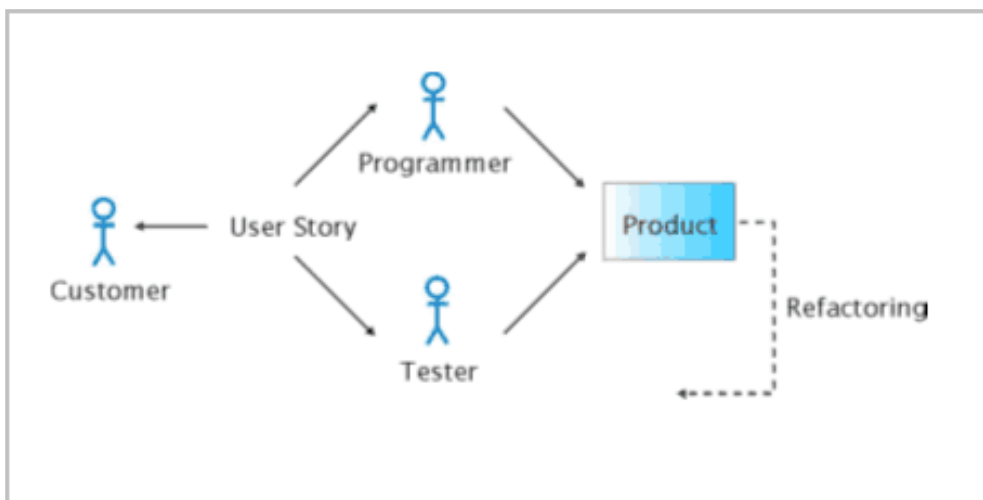 Programmer
User Story
Product
Customer
Refactoring
Tester